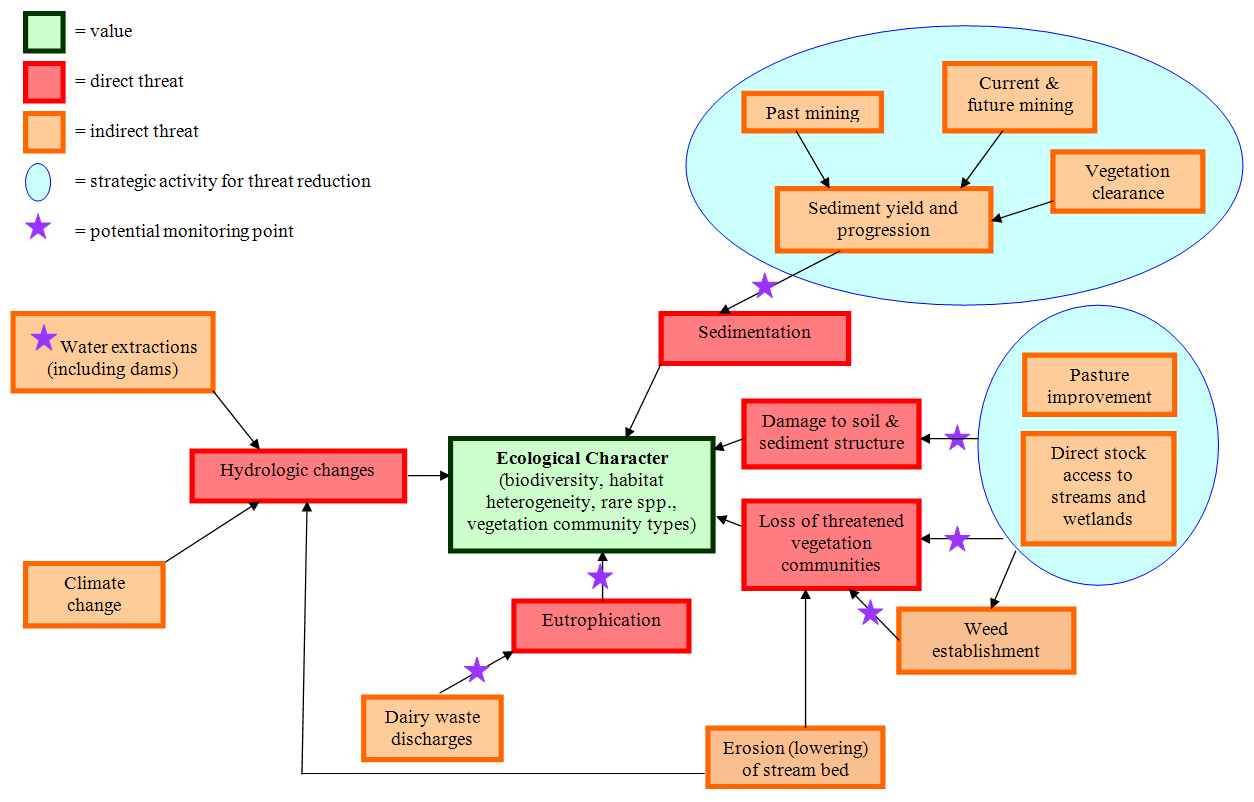 = value
= direct threat
= indirect threat
= strategic activity for threat reduction
= potential monitoring point
Past mining
Current &
future mining
Vegetation
clearance
Sediment yield and
progression
Sedimentation
Water extractions
(including dams)
Pasture
improvement
Damage to soil &
sediment structure
Direct stock
access to
streams and
wetlands
Hydrologic changes
Ecological Character
(biodiversity, habitat
heterogeneity, rare spp.,
vegetation community types)
Loss of threatened
vegetation
communities
Climate
change
Eutrophication
Weed
establishment
Dairy waste
discharges
Erosion (lowering)
of stream bed